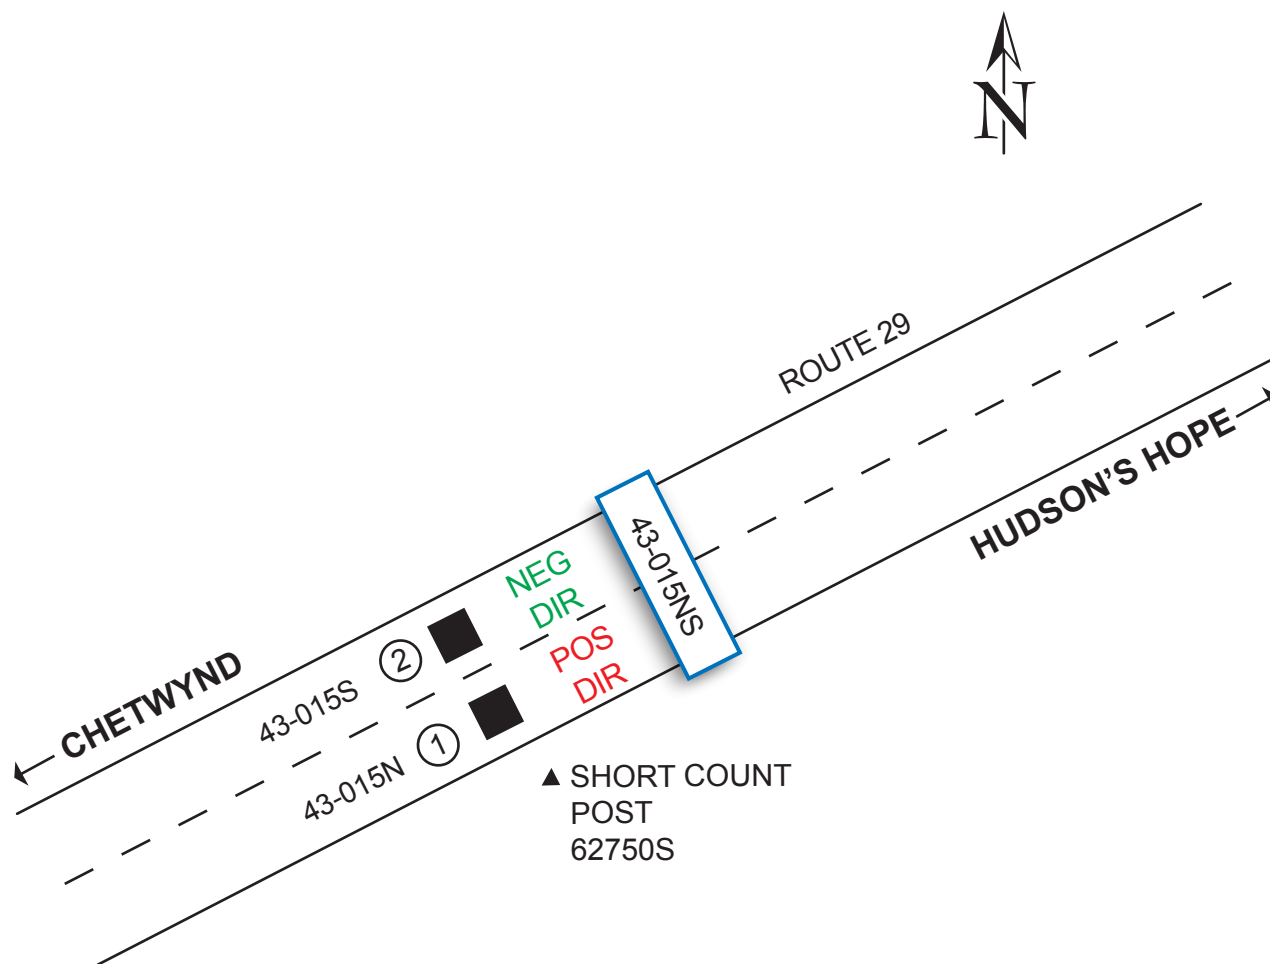 N
ROUTE 29
HUDSON’S HOPE
43-015NS
NEG
DIR
POS
DIR
CHETWYND
43-015S
2
43-015N
1
SHORT COUNT
POST
62750S